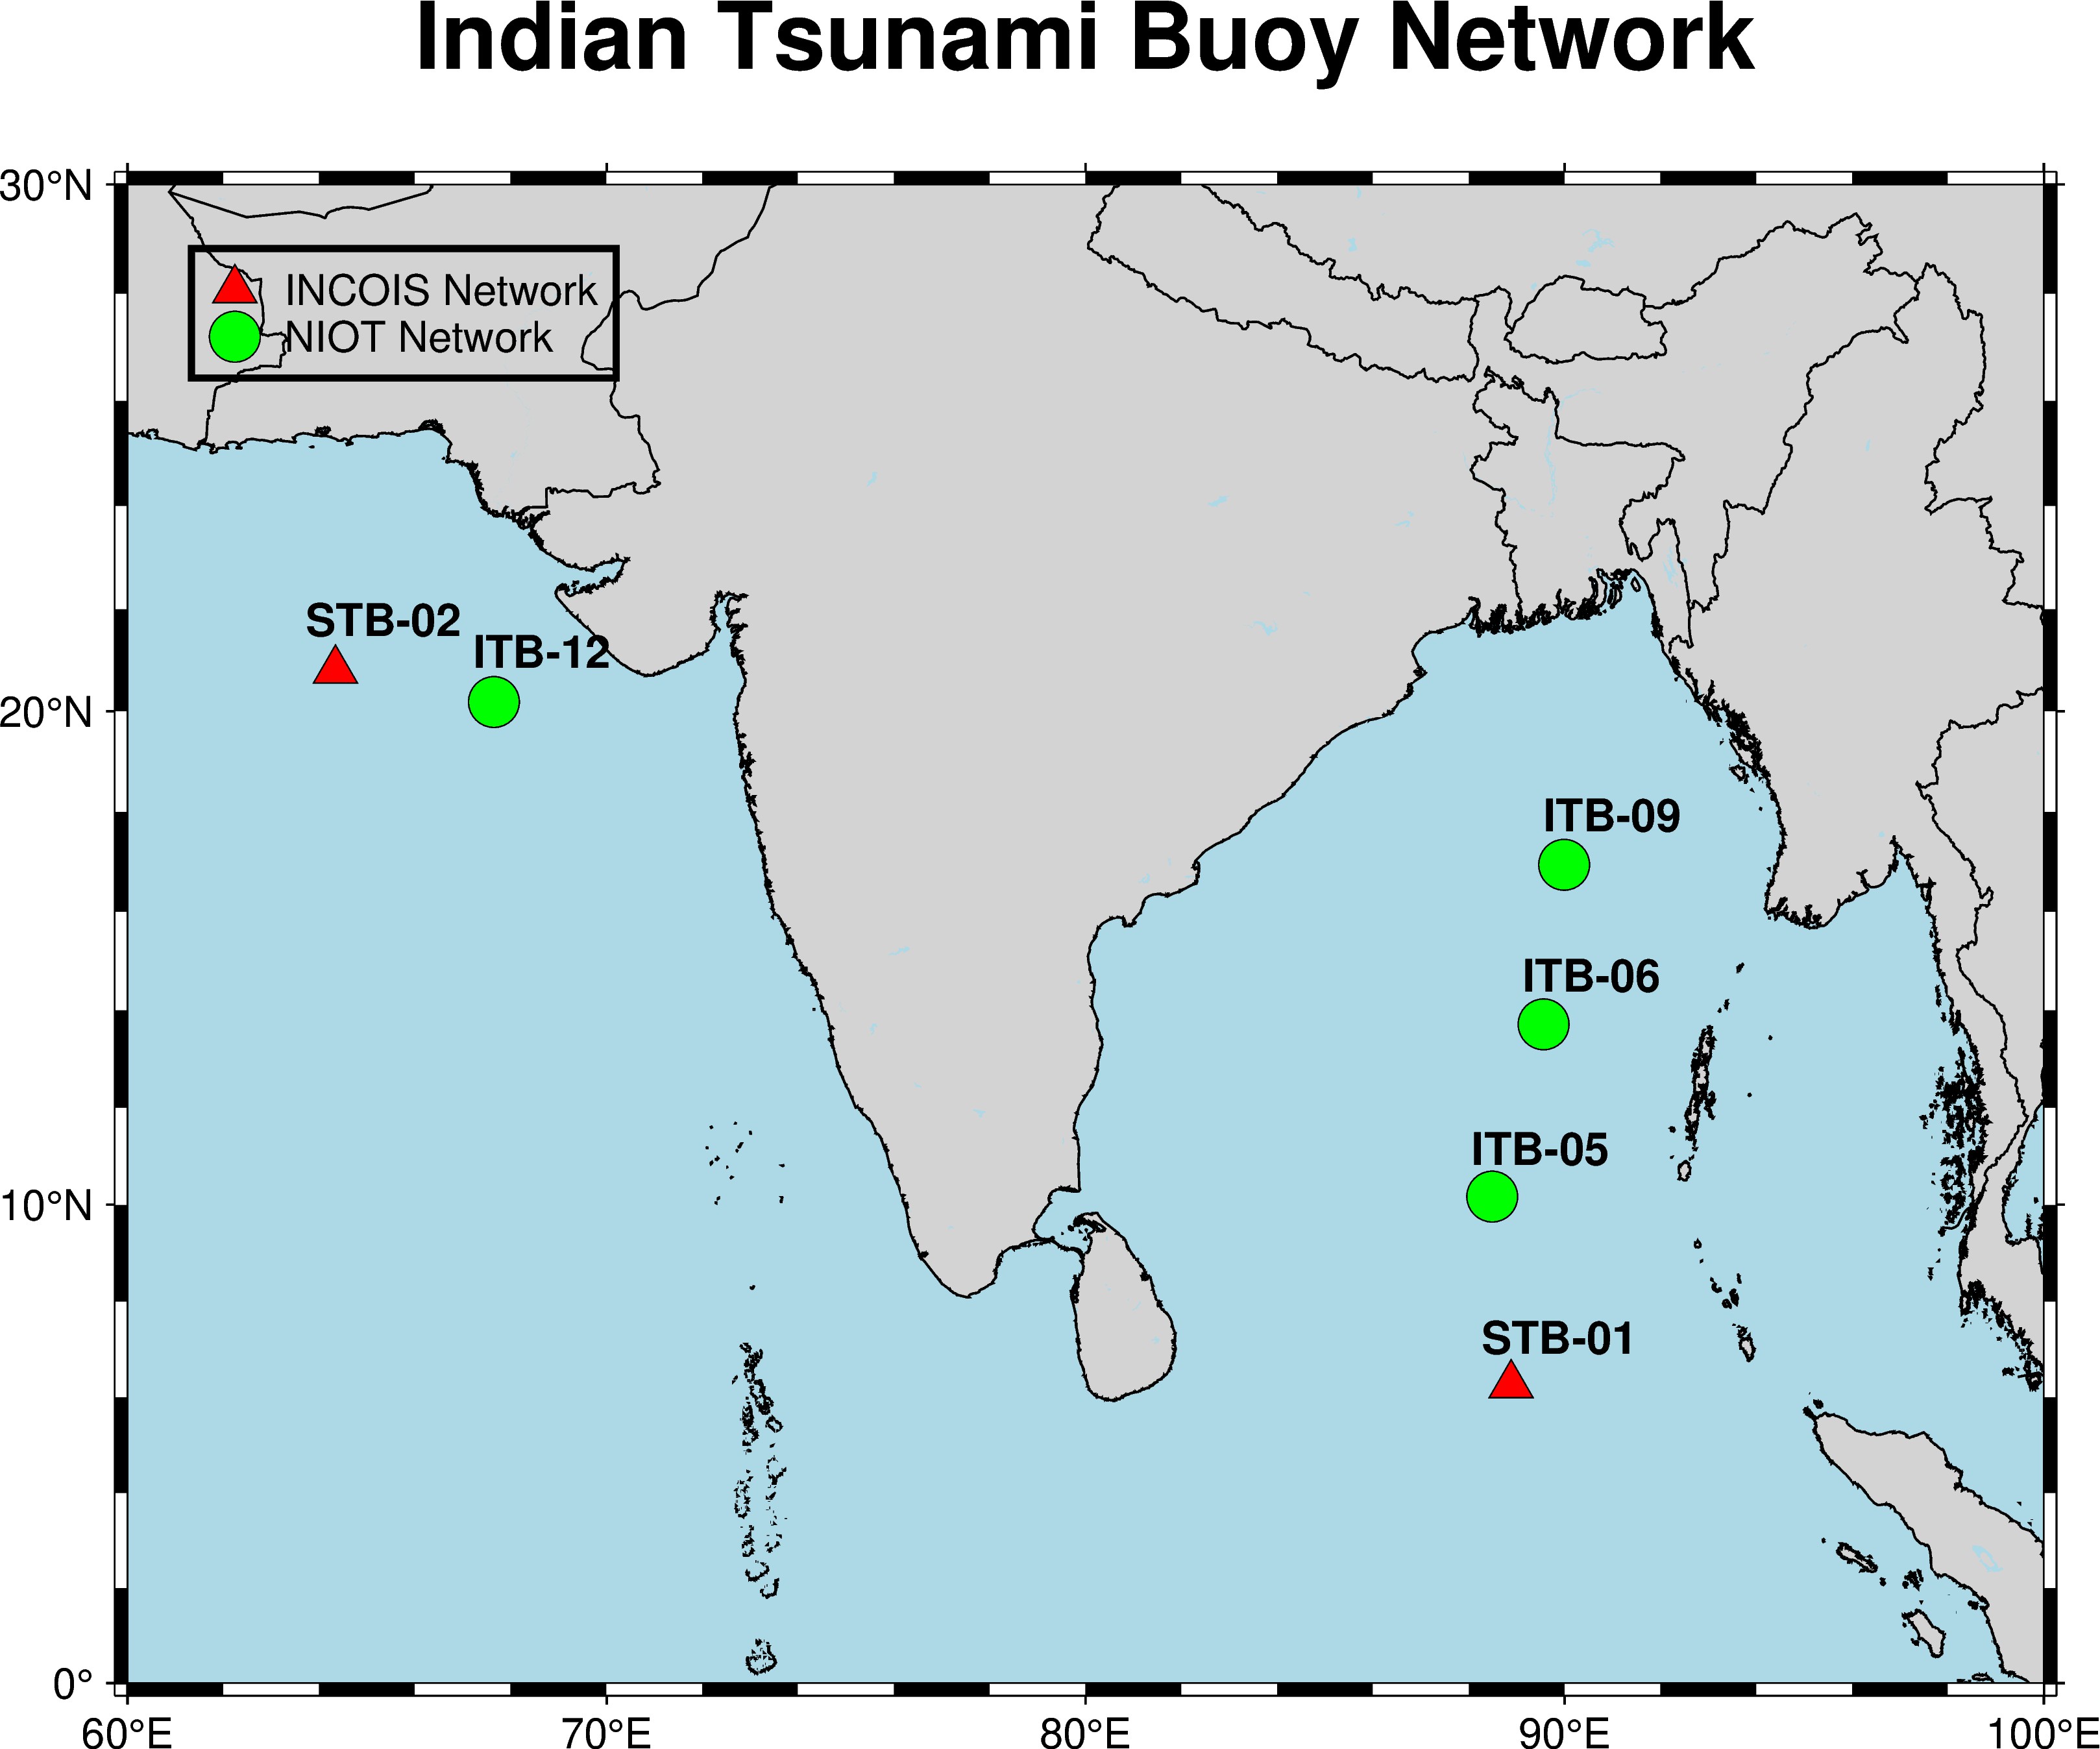 Indian Tsunami Buoy Network
30°N
INCOIS Network
NIOT Network
STB-02
ITB-12
20°N
ITB-09
ITB-06
ITB-05
10°N
STB-01
0°
60°E 70°E 80°E 90°E 100°E